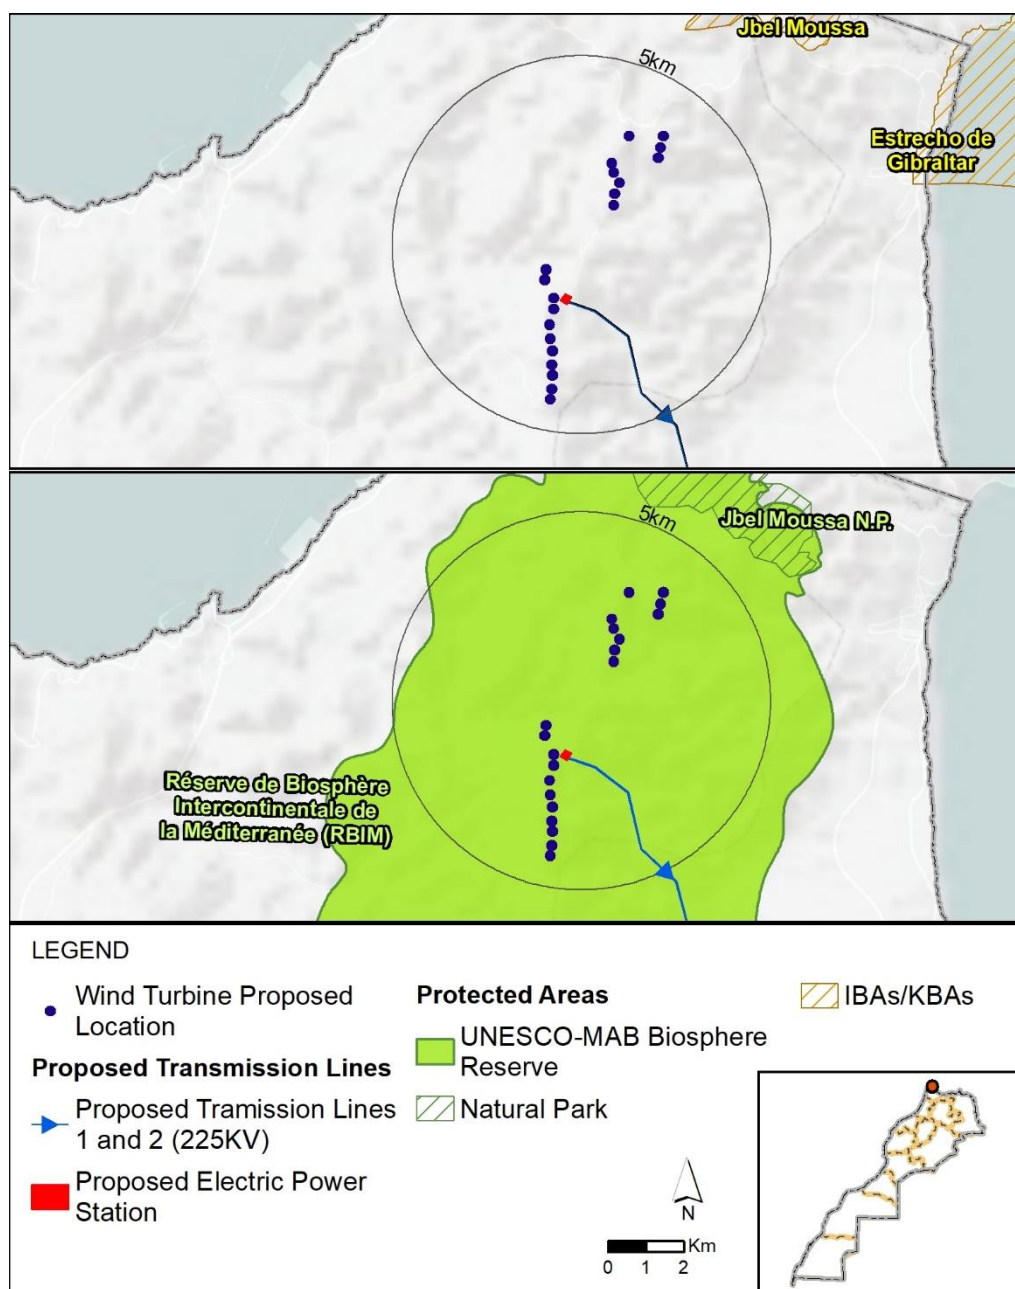 Jbel Moussa
5km
Estrecho de
Gibraltar
5km
Jbel Moussa N.P.
Réserve de Biosphère
Intercontinentale de
la Méditerranée (RBIM)
LEGEND
Wind Turbine Proposed
Location
Proposed Transmission Lines
Proposed Tramission Lines
1 and 2 (225KV)
Proposed Electric Power
Station
Protected Areas
UNESCO-MAB Biosphere
Reserve
Natural Park
IBAs/KBAs
N
Km
0 1 2